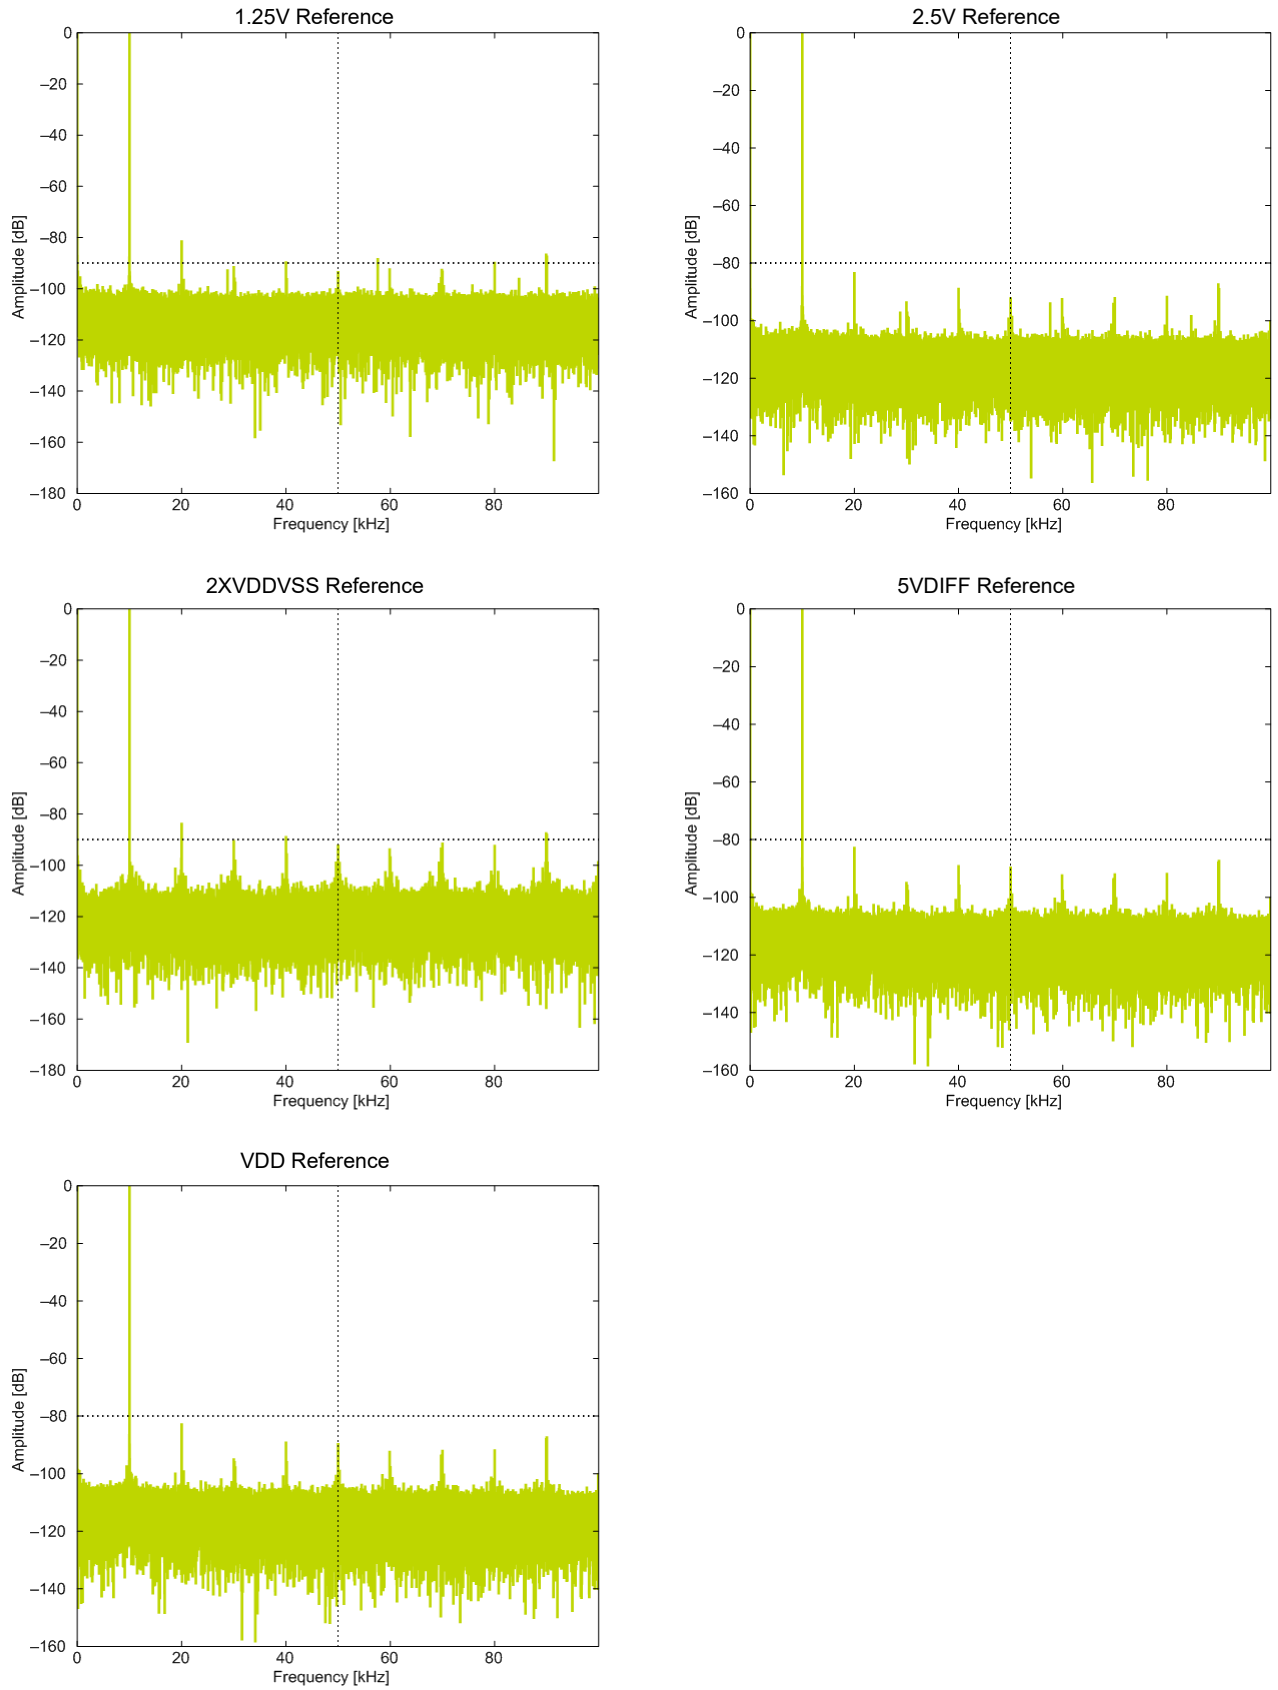 1.25V Reference
0
–20
–40
–60
–80
–100
–120
–140
–160
–180
Amplitude [dB]
0 20 40 60 80
Frequency [kHz]
2.5V Reference
0
–20
–40
–60
–80
–100
–120
–140
–160
Amplitude [dB]
0 20 40 60 80
Frequency [kHz]
2XVDDVSS Reference
0
–20
–40
–60
–80
–100
–120
–140
–160
–180
Amplitude [dB]
0 20 40 60 80
Frequency [kHz]
5VDIFF Reference
0
–20
–40
–60
–80
–100
–120
–140
–160
Amplitude [dB]
0 20 40 60 80
Frequency [kHz]
VDD Reference
0
–20
–40
–60
–80
–100
–120
–140
–160
Amplitude [dB]
0 20 40 60 80
Frequency [kHz]